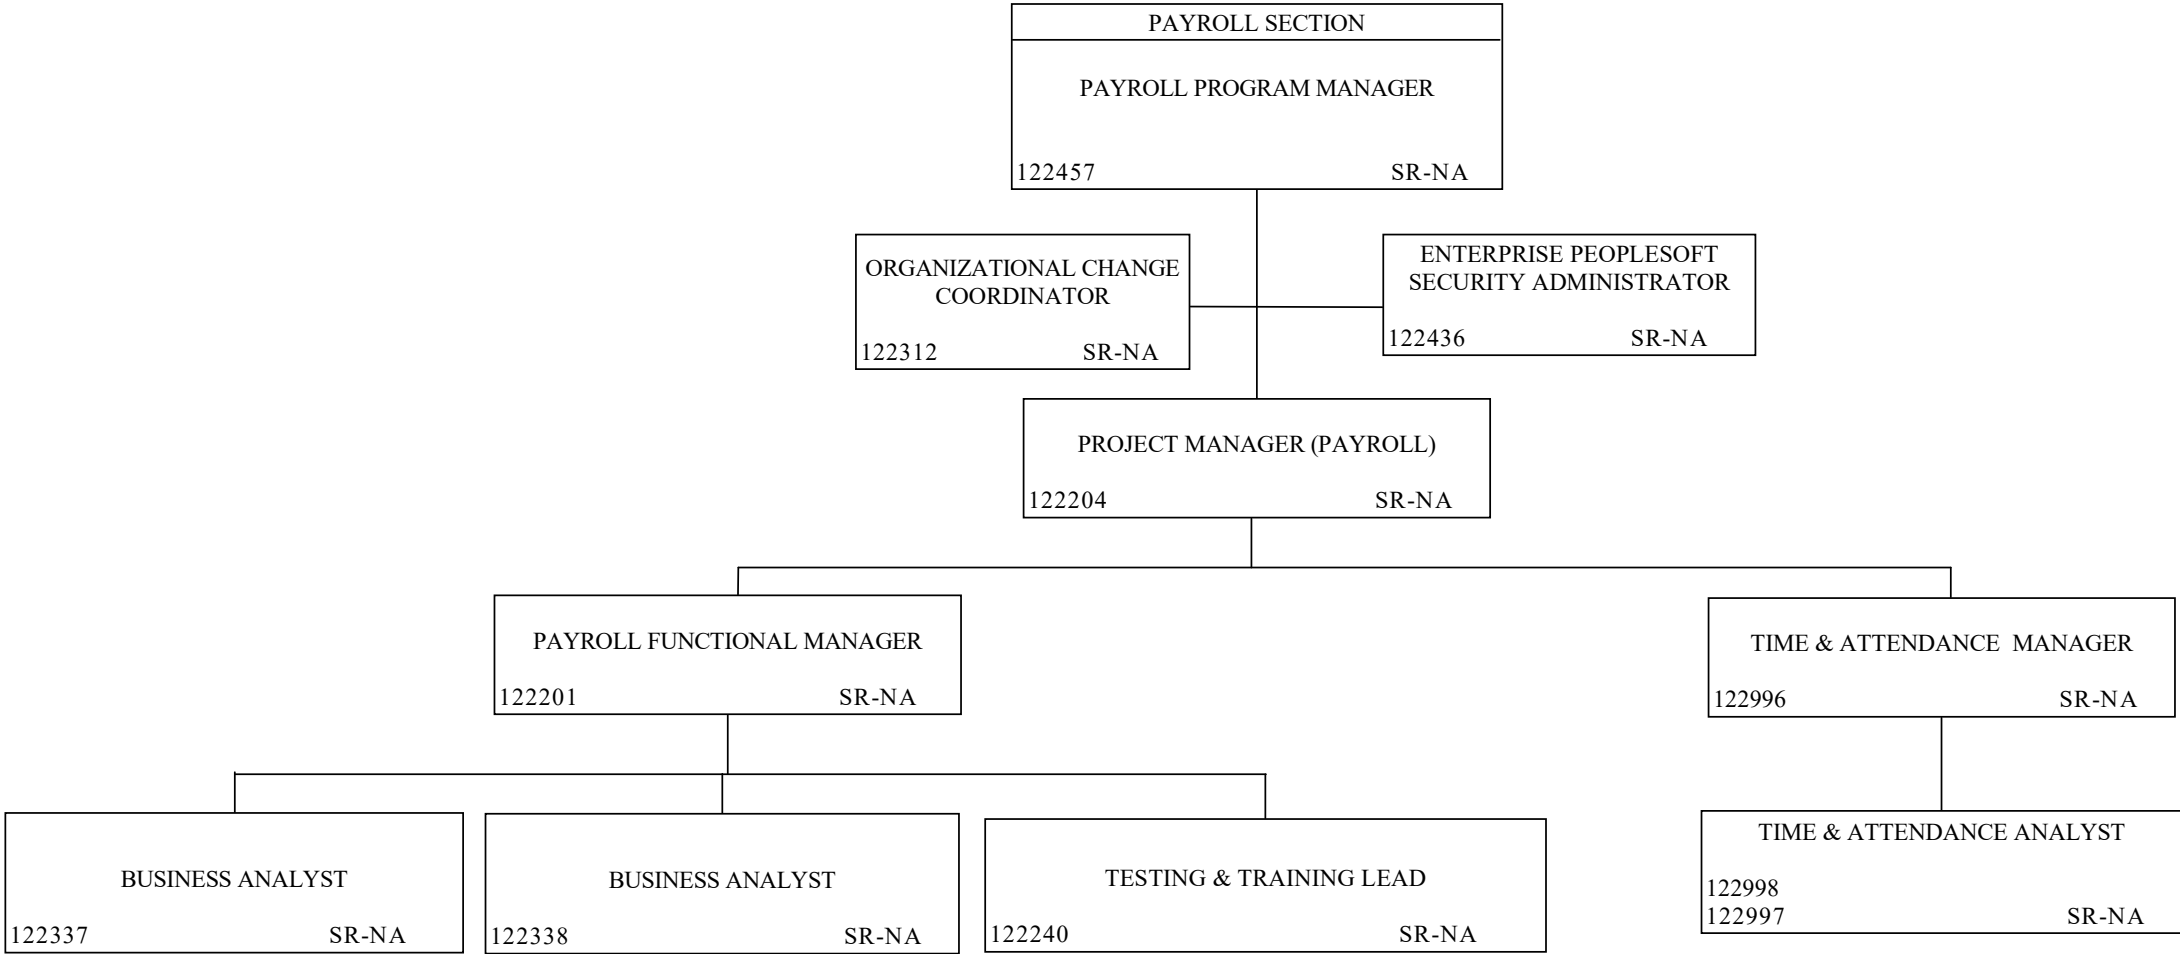 PAYROLL SECTION
PAYROLL PROGRAM MANAGER
122457 SR-NA
ORGANIZATIONAL CHANGE
COORDINATOR
122312 SR-NA
ENTERPRISE PEOPLESOFT
SECURITY ADMINISTRATOR
122436 SR-NA
PROJECT MANAGER (PAYROLL)
122204 SR-NA
PAYROLL FUNCTIONAL MANAGER
122201 SR-NA
TIME & ATTENDANCE MANAGER
122996 SR-NA
BUSINESS ANALYST
122337 SR-NA
BUSINESS ANALYST
122338 SR-NA
TESTING & TRAINING LEAD
122240 SR-NA
TIME & ATTENDANCE ANALYST
122998
122997 SR-NA